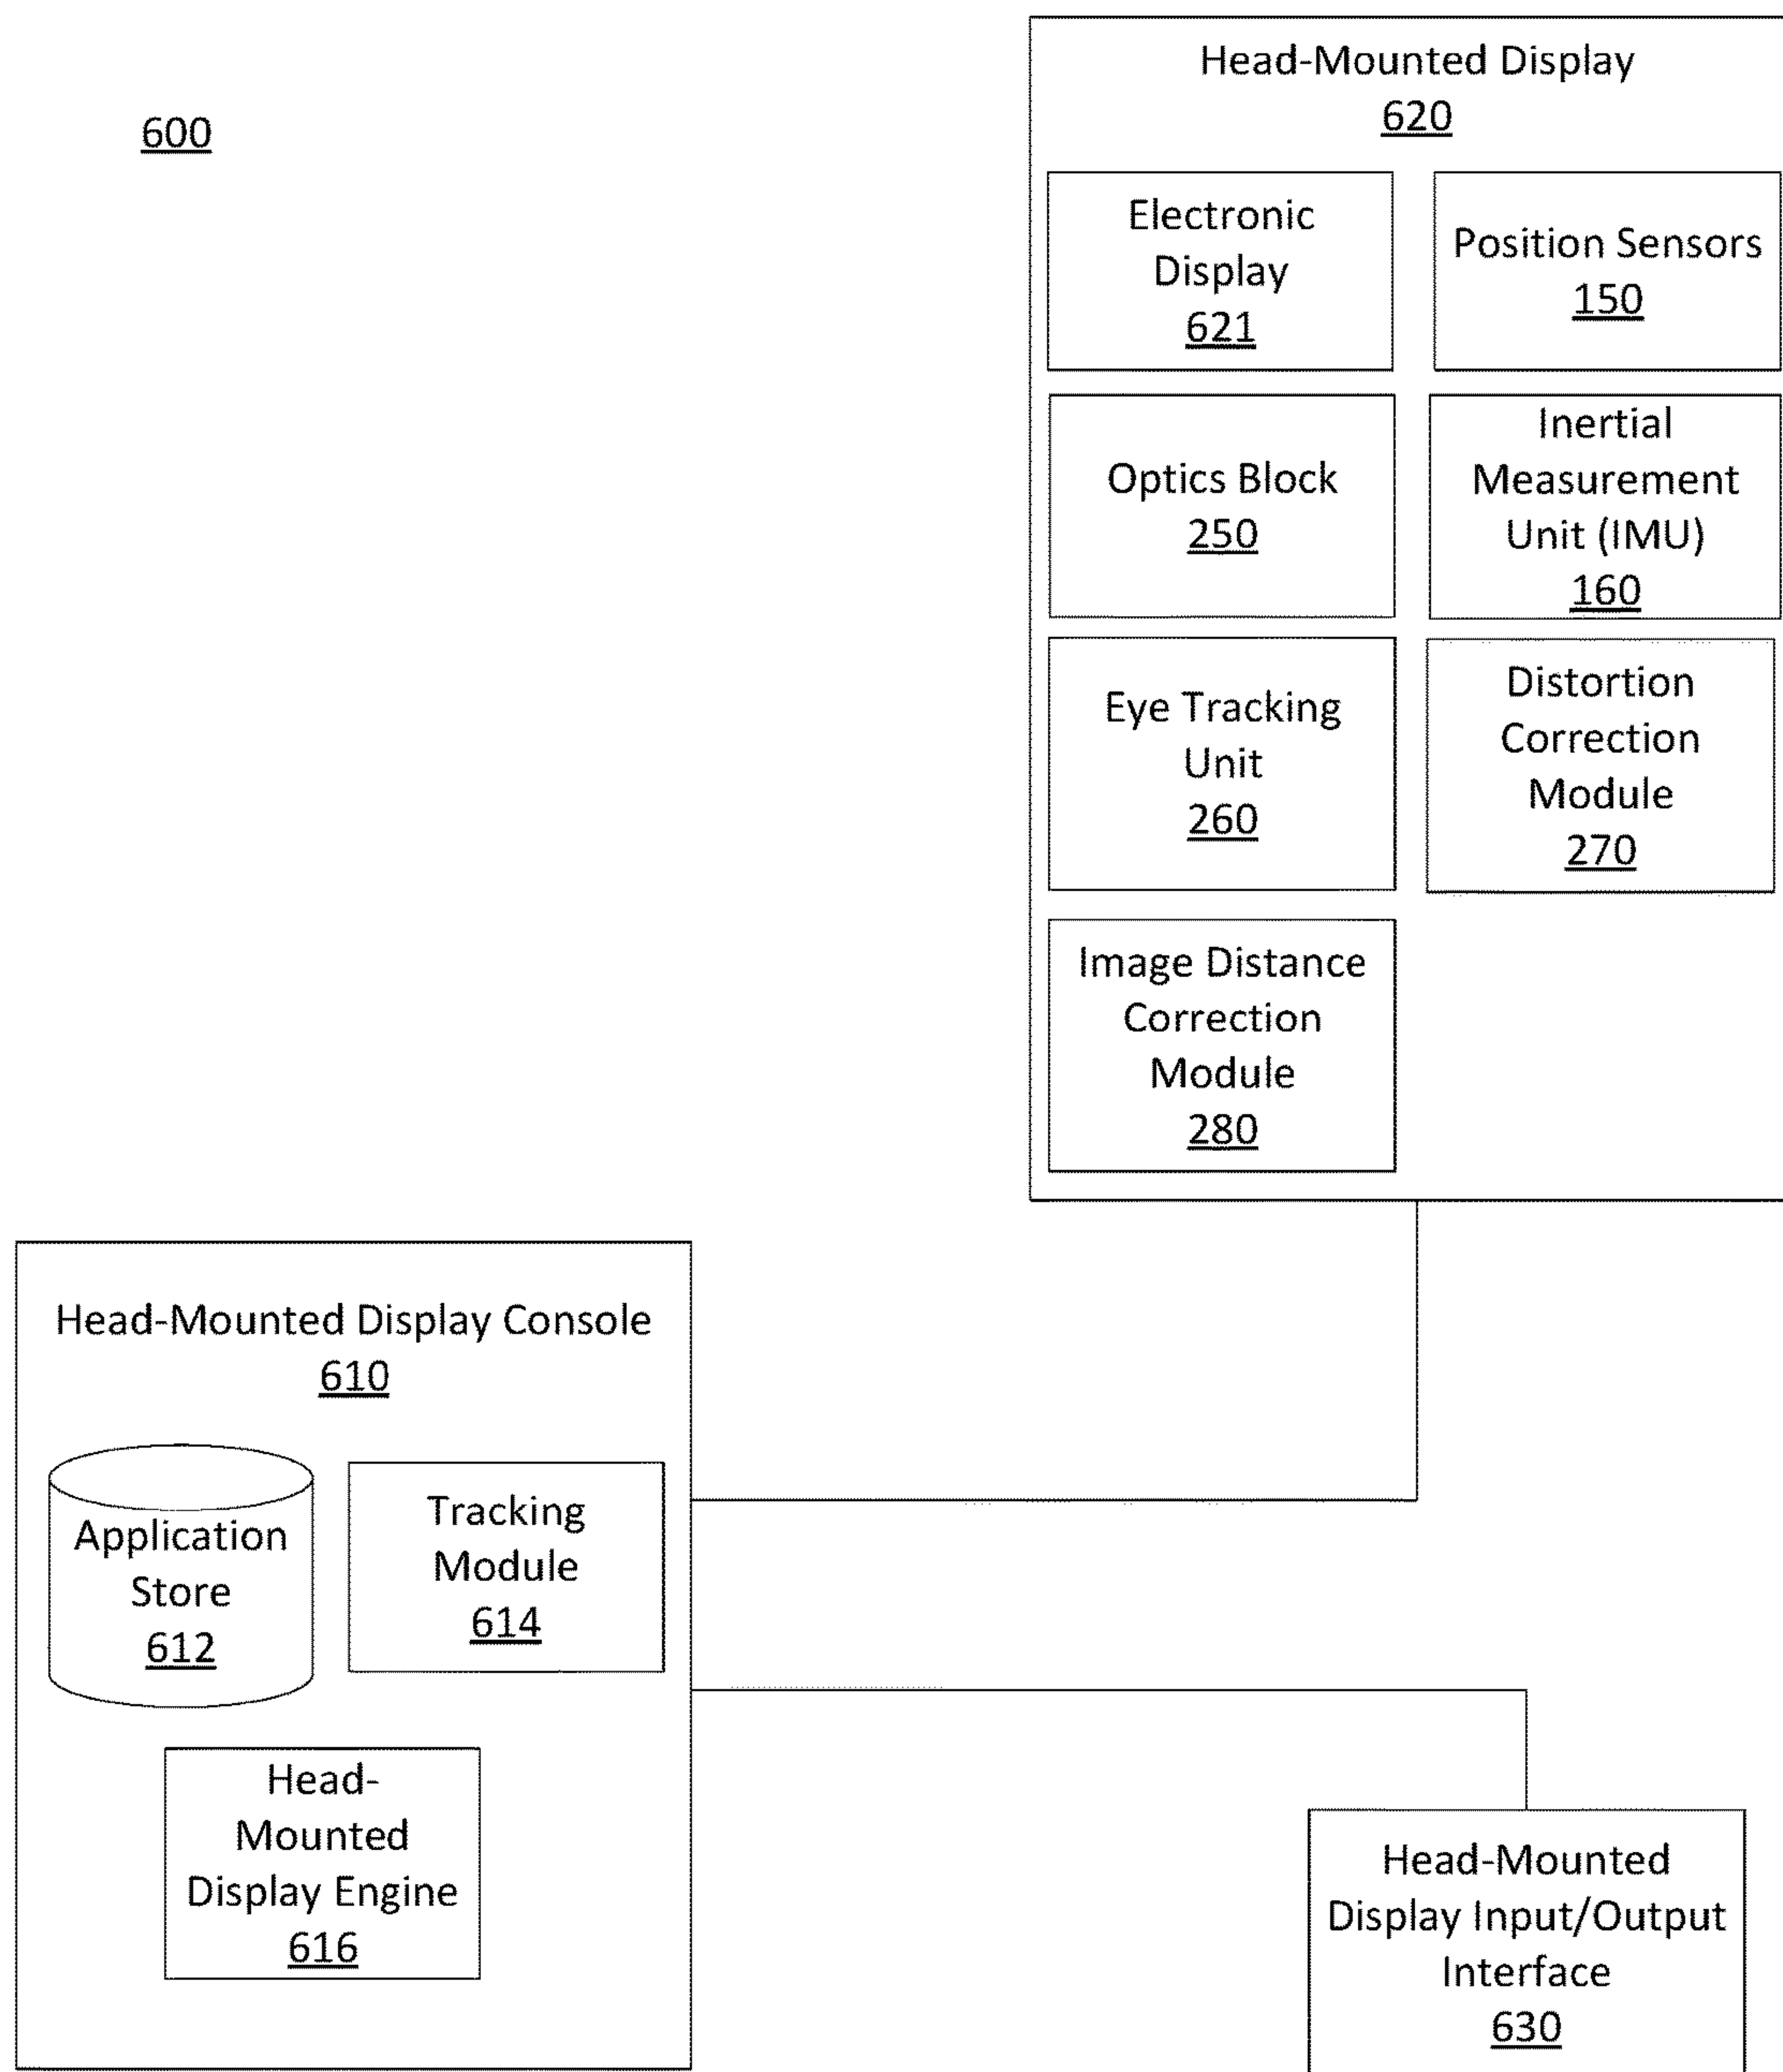 600
Head-Mounted Display
620
Electronic
Display
621
Position Sensors
150
Optics Block
250
Inertial
Measurement
Unit (IMU)
160
Eye Tracking
Unit
260
Distortion
Correction
Module
270
Image Distance
Correction
Module
280
Head-Mounted Display Console
610
Application
Store
612
Tracking
Module
614
Head-
Mounted
Display Engine
616
Head-Mounted
Display Input/Output
Interface
630